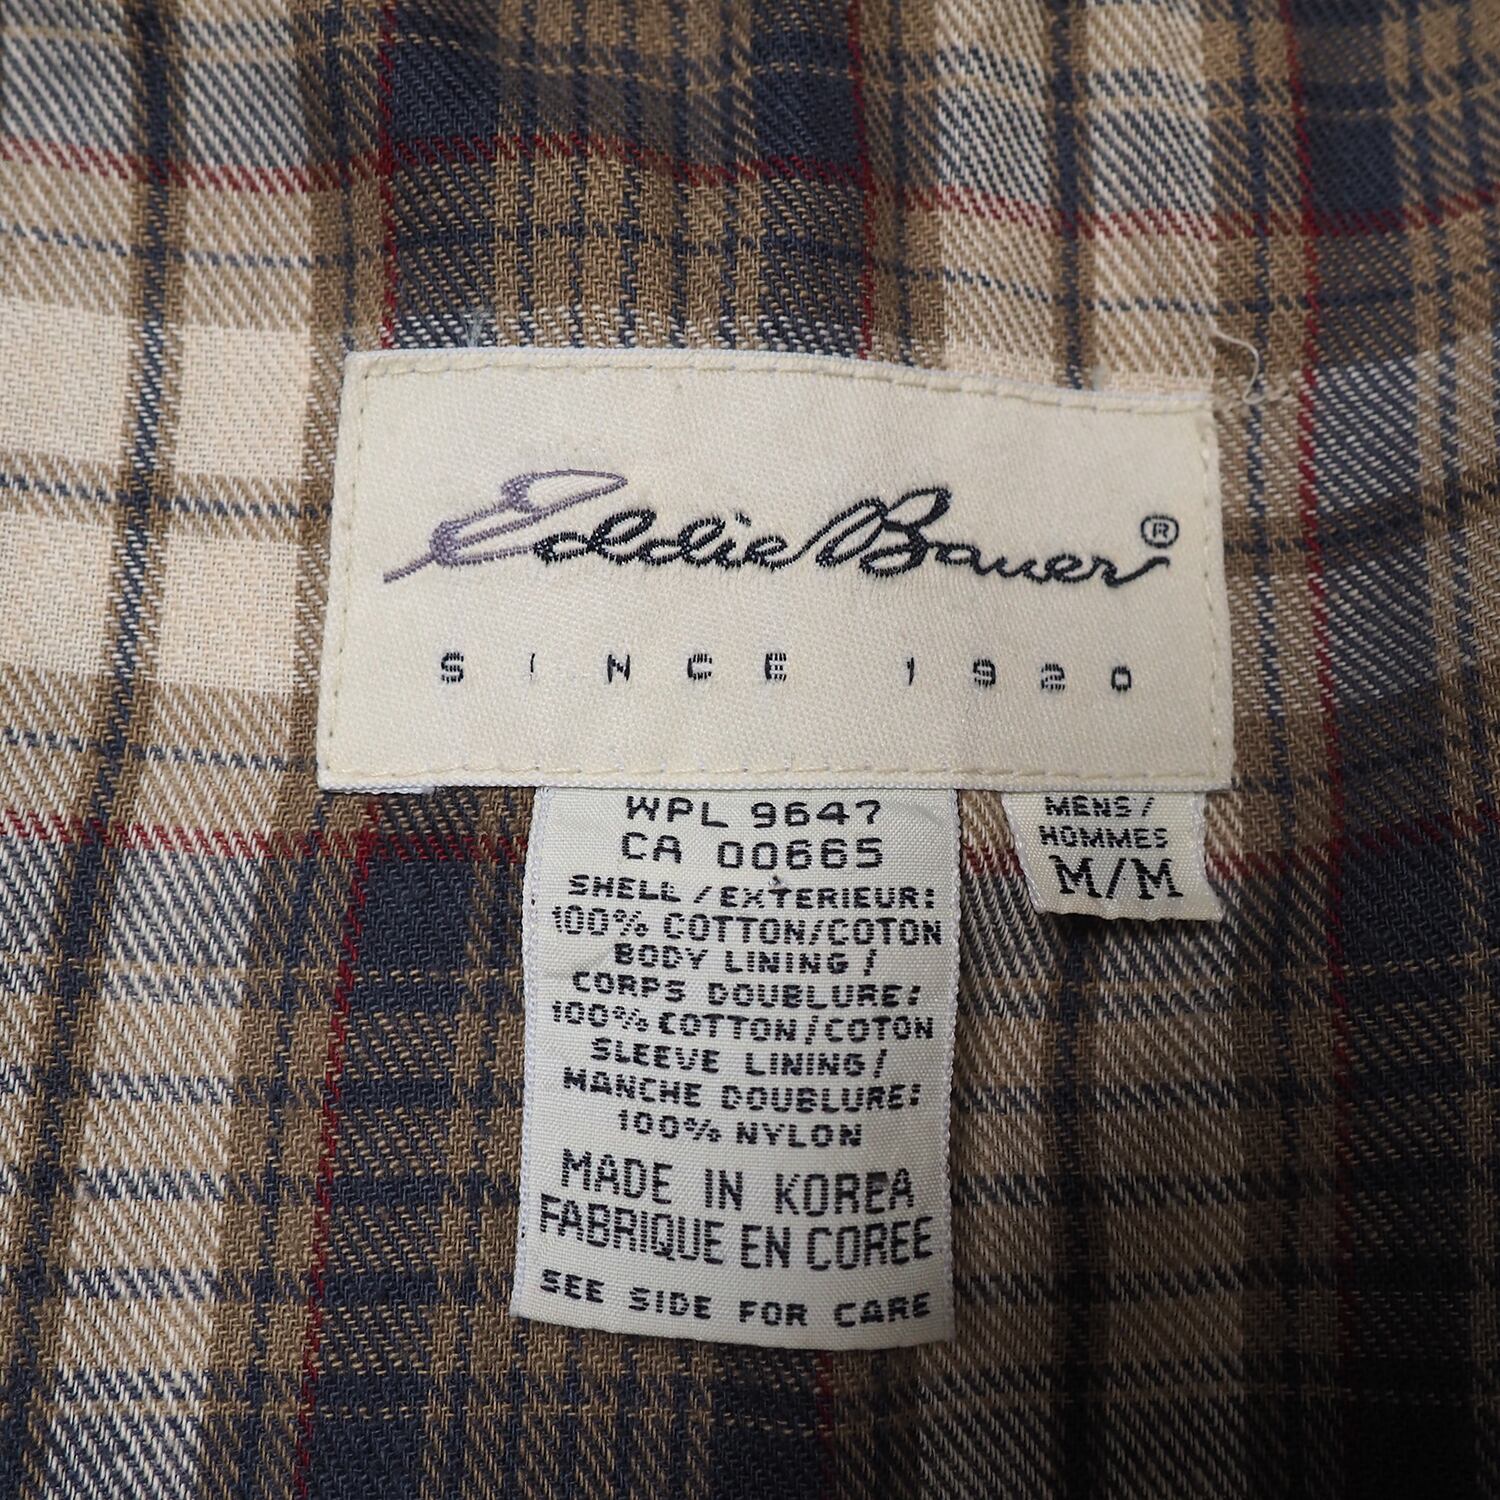 Eddie Bauer®
SINCE 1920
WPL 9647
CA 00665
SHELL/EXTERIEUR:
100% COTTON/COTON
BODY LINING/
CORPS DOUBLURE:
100% COTTON/COTON
SLEEVE LINING/
MANCHE DOUBLURE:
100% NYLON
MADE IN KOREA
FABRIQUE EN COREE
SEE SIDE FOR CARE
MENS/
HOMMES
M/M